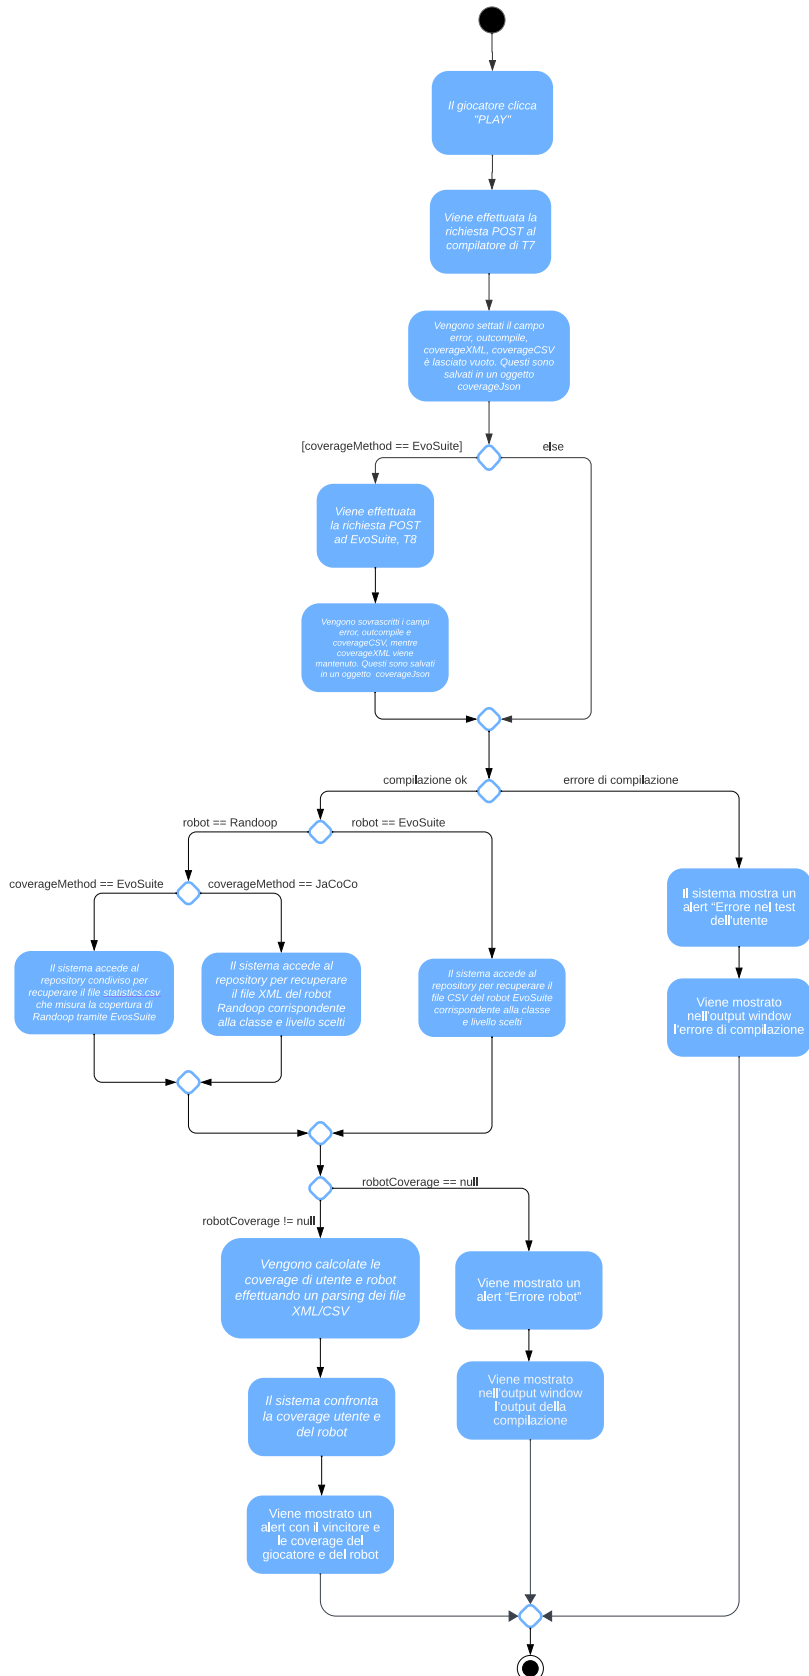 Il giocatore clicca
"PLAY"
Viene effettuata la
richiesta POST al
compilatore di T7
Vengono settati il campo
error, outcompile,
coverageXML, coverageCSV
è lasciato vuoto. Questi sono
salvati in un oggetto
coverageJson
[coverageMethod == EvoSuite]
else
Viene effettuata
la richiesta POST
ad EvoSuite, T8
Vengono sovrascritti i campi
error, outcompile e
coverageCSV, mentre
coverageXML viene
mantenuto. Questi sono salvati
in un oggetto  coverageJson
compilazione ok
errore di compilazione
robot == Randoop
robot == EvoSuite
coverageMethod == EvoSuite
coverageMethod == JaCoCo
Il sistema mostra un
alert “Errore nel test
dell'utente
Il sistema accede al
repository condiviso per
recuperare il file statistics.csv
che misura la copertura di
Randoop tramite EvosSuite
Il sistema accede al
repository per recuperare
il file XML del robot
Randoop corrispondente
alla classe e livello scelti
Il sistema accede al
repository per recuperare il
file CSV del robot EvoSuite
corrispondente alla classe
e livello scelti
Viene mostrato
nell'output window
l'errore di compilazione
robotCoverage == null
robotCoverage != null
Vengono calcolate le
coverage di utente e robot
effettuando un parsing dei file
XML/CSV
Viene mostrato un
alert “Errore robot”
Il sistema confronta
la coverage utente e
del robot
Viene mostrato
nell'output window
l'output della
compilazione
Viene mostrato un
alert con il vincitore e
le coverage del
giocatore e del robot